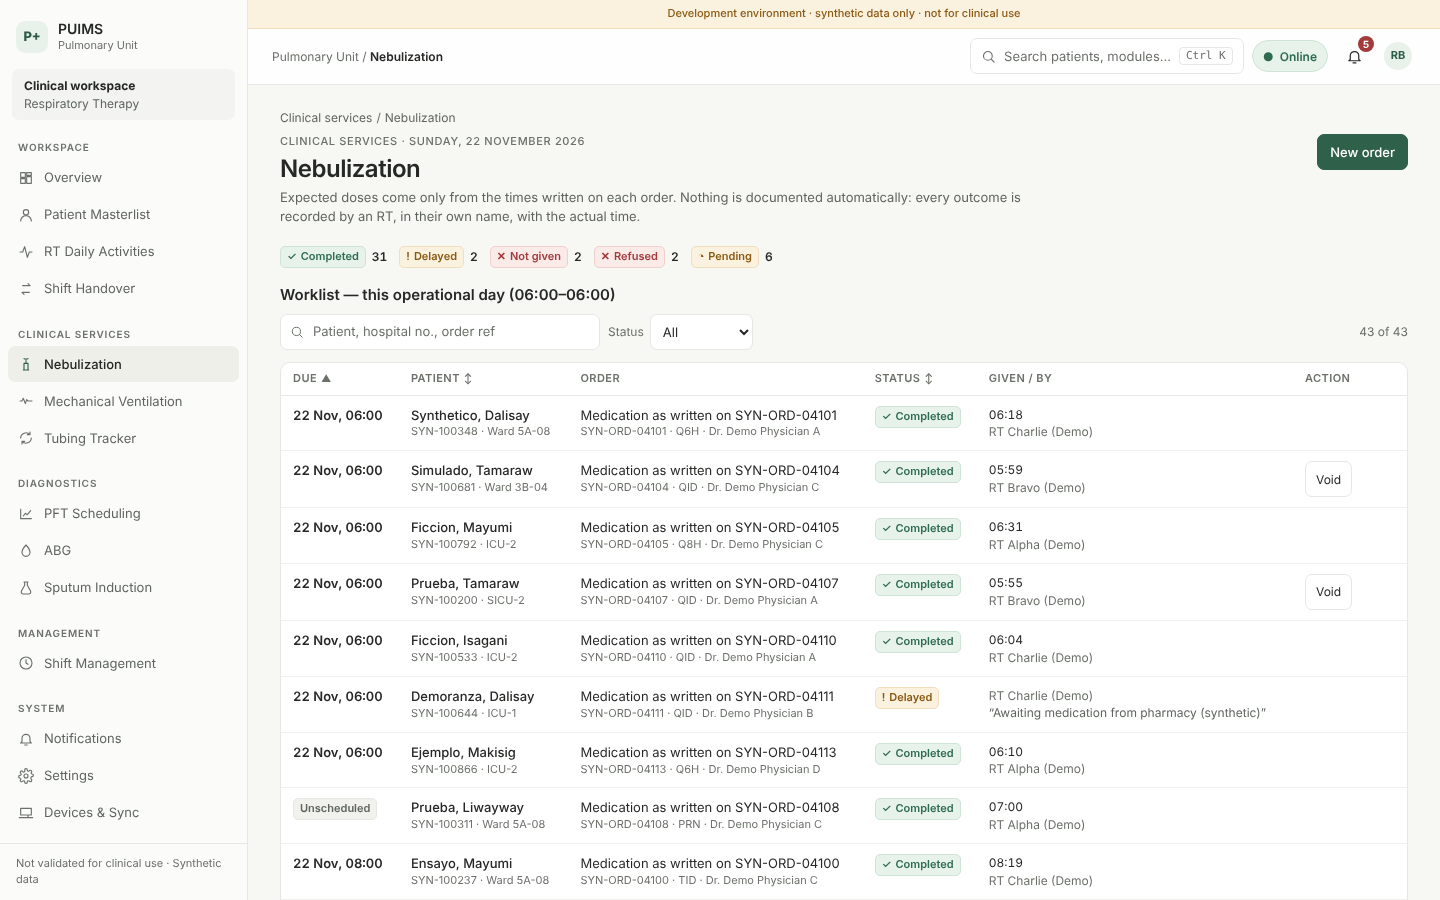 Development environment · synthetic data only · not for clinical use
P+
PUIMS
Pulmonary Unit
Clinical workspace
Respiratory Therapy
WORKSPACE
Overview
Patient Masterlist
RT Daily Activities
Shift Handover
CLINICAL SERVICES
Nebulization
Mechanical Ventilation
Tubing Tracker
DIAGNOSTICS
PFT Scheduling
ABG
Sputum Induction
MANAGEMENT
Shift Management
SYSTEM
Notifications
Settings
Devices & Sync
Not validated for clinical use · Synthetic
data
Pulmonary Unit / Nebulization
Search patients, modules... Ctrl K
Online
5
RB
Clinical services / Nebulization
CLINICAL SERVICES · SUNDAY, 22 NOVEMBER 2026
Nebulization
New order
Expected doses come only from the times written on each order. Nothing is documented automatically: every outcome is
recorded by an RT, in their own name, with the actual time.
✓ Completed 31 ! Delayed 2 ✕ Not given 2 ✕ Refused 2 · Pending 6
Worklist — this operational day (06:00–06:00)
Patient, hospital no., order ref Status All 43 of 43
DUE ▲ PATIENT ↕ ORDER STATUS ↕ GIVEN / BY ACTION
22 Nov, 06:00 Synthetico, Dalisay Medication as written on SYN-ORD-04101 ✓ Completed 06:18
SYN-100348 · Ward 5A-08 SYN-ORD-04101 · Q6H · Dr. Demo Physician A RT Charlie (Demo)
22 Nov, 06:00 Simulado, Tamaraw Medication as written on SYN-ORD-04104 ✓ Completed 05:59 Void
SYN-100681 · Ward 3B-04 SYN-ORD-04104 · QID · Dr. Demo Physician C RT Bravo (Demo)
22 Nov, 06:00 Ficcion, Mayumi Medication as written on SYN-ORD-04105 ✓ Completed 06:31
SYN-100792 · ICU-2 SYN-ORD-04105 · Q8H · Dr. Demo Physician C RT Alpha (Demo)
22 Nov, 06:00 Prueba, Tamaraw Medication as written on SYN-ORD-04107 ✓ Completed 05:55 Void
SYN-100200 · SICU-2 SYN-ORD-04107 · QID · Dr. Demo Physician A RT Bravo (Demo)
22 Nov, 06:00 Ficcion, Isagani Medication as written on SYN-ORD-04110 ✓ Completed 06:04
SYN-100533 · ICU-2 SYN-ORD-04110 · QID · Dr. Demo Physician A RT Charlie (Demo)
22 Nov, 06:00 Demoranza, Dalisay Medication as written on SYN-ORD-04111 ! Delayed RT Charlie (Demo)
SYN-100644 · ICU-1 SYN-ORD-04111 · QID · Dr. Demo Physician B “Awaiting medication from pharmacy (synthetic)”
22 Nov, 06:00 Ejemplo, Makisig Medication as written on SYN-ORD-04113 ✓ Completed 06:10
SYN-100866 · ICU-2 SYN-ORD-04113 · Q6H · Dr. Demo Physician D RT Alpha (Demo)
Unscheduled Prueba, Liwayway Medication as written on SYN-ORD-04108 ✓ Completed 07:00
SYN-100311 · Ward 5A-08 SYN-ORD-04108 · PRN · Dr. Demo Physician C RT Alpha (Demo)
22 Nov, 08:00 Ensayo, Mayumi Medication as written on SYN-ORD-04100 ✓ Completed 08:19
SYN-100237 · Ward 5A-08 SYN-ORD-04100 · TID · Dr. Demo Physician C RT Charlie (Demo)